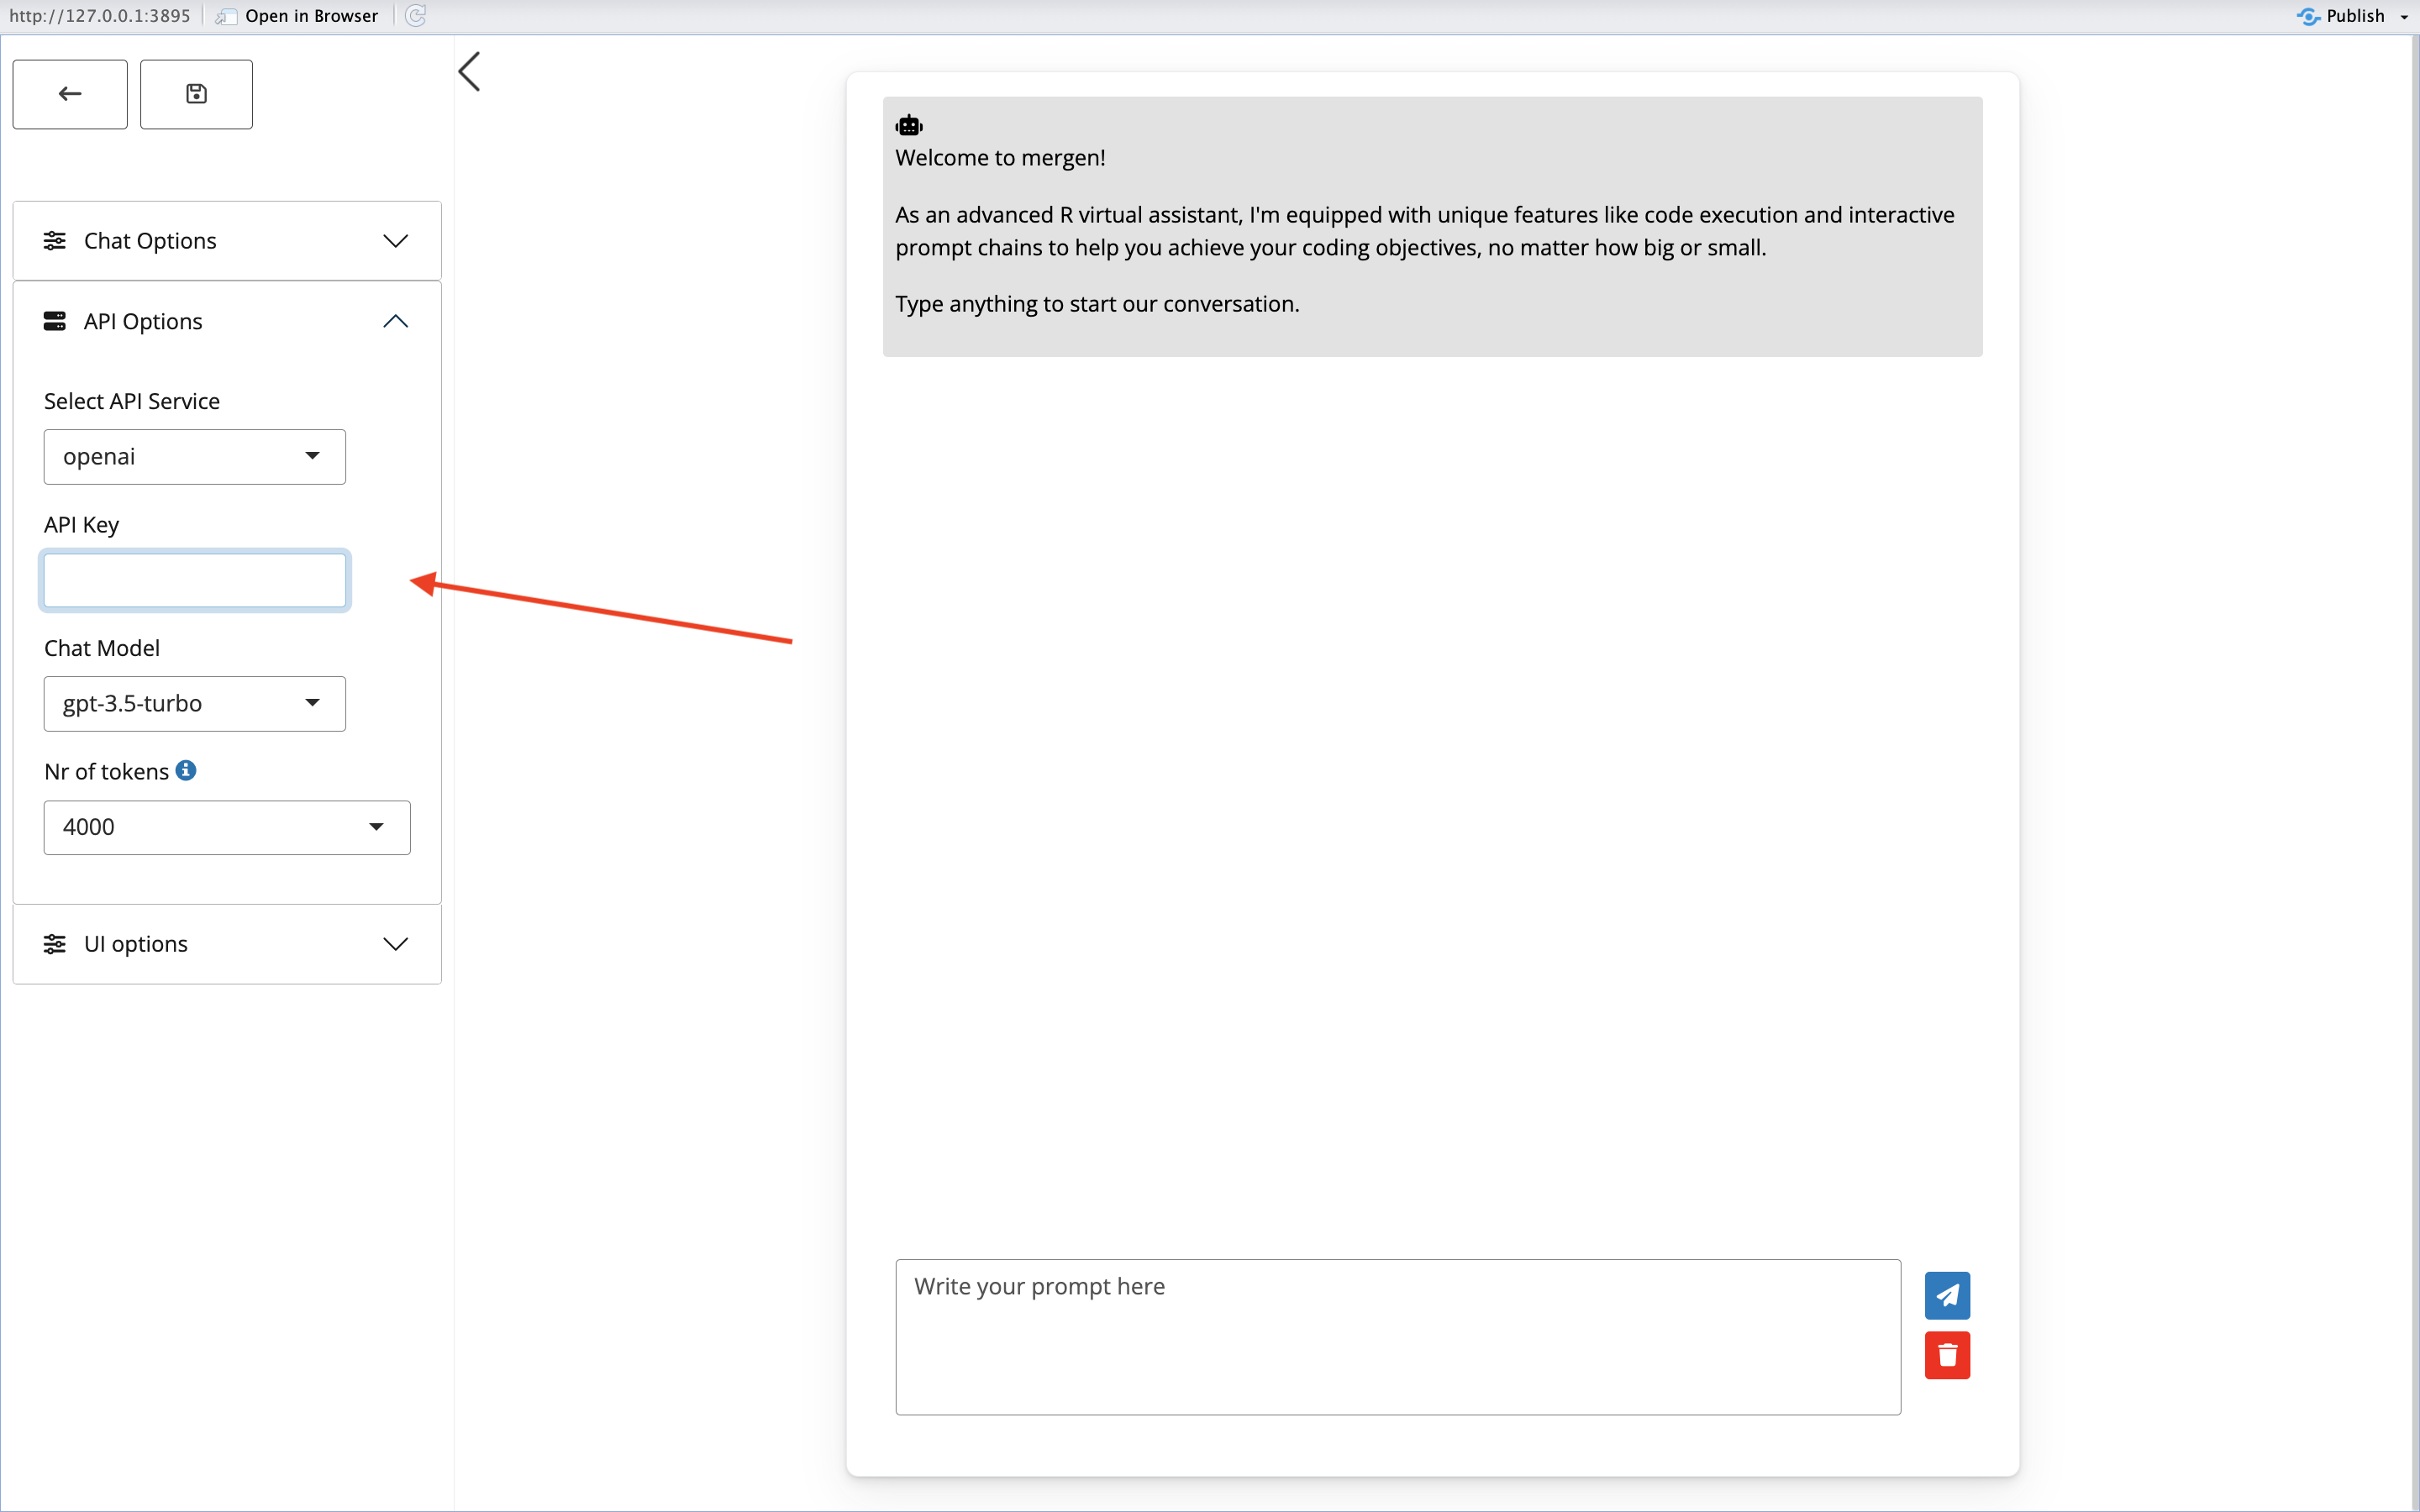 http://127.0.0.1:3895 Open in Browser Publish
Chat Options
API Options
Select API Service
openai
API Key
Chat Model
gpt-3.5-turbo
Nr of tokens
4000
UI options
Welcome to mergen!
As an advanced R virtual assistant, I'm equipped with unique features like code execution and interactive
prompt chains to help you achieve your coding objectives, no matter how big or small.
Type anything to start our conversation.
Write your prompt here